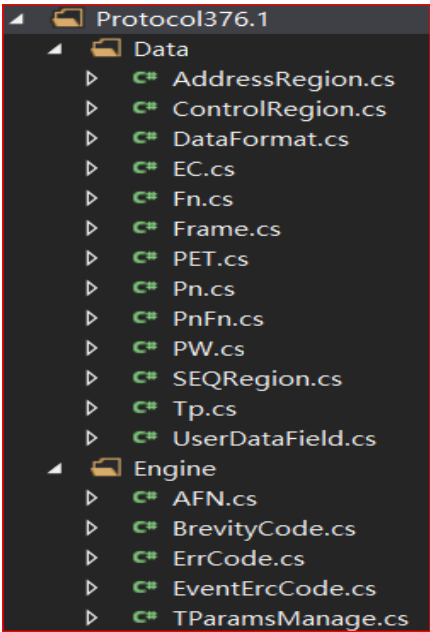 Protocol376.1
Data
C# AddressRegion.cs
C# ControlRegion.cs
C# DataFormat.cs
C# EC.cs
C# Fn.cs
C# Frame.cs
C# PET.cs
C# Pn.cs
C# PnFn.cs
C# PW.cs
C# SEQRegion.cs
C# Tp.cs
C# UserDataField.cs
Engine
C# AFN.cs
C# BrevityCode.cs
C# ErrCode.cs
C# EventErcCode.cs
C# TParamsManage.cs